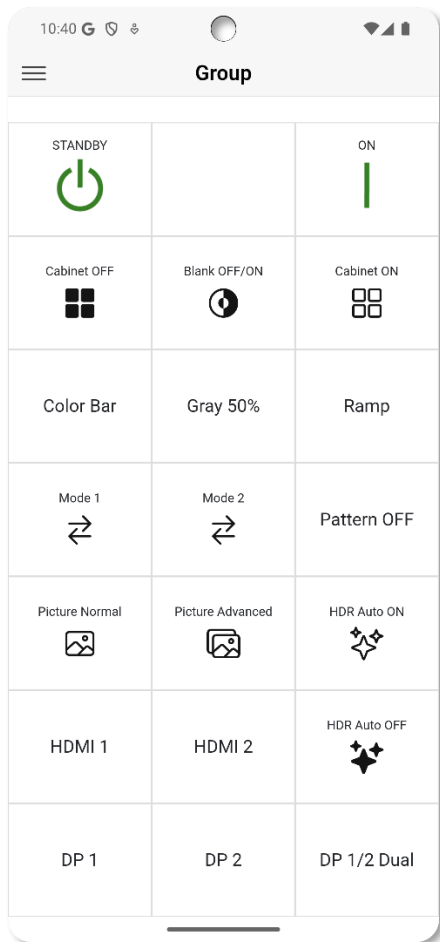 10:40
Group
STANDBY
ON
Cabinet OFF
Blank OFF/ON
Cabinet ON
Color Bar
Gray 50%
Ramp
Mode 1
Mode 2
Pattern OFF
Picture Normal
Picture Advanced
HDR Auto ON
HDMI 1
HDMI 2
HDR Auto OFF
DP 1
DP 2
DP 1/2 Dual